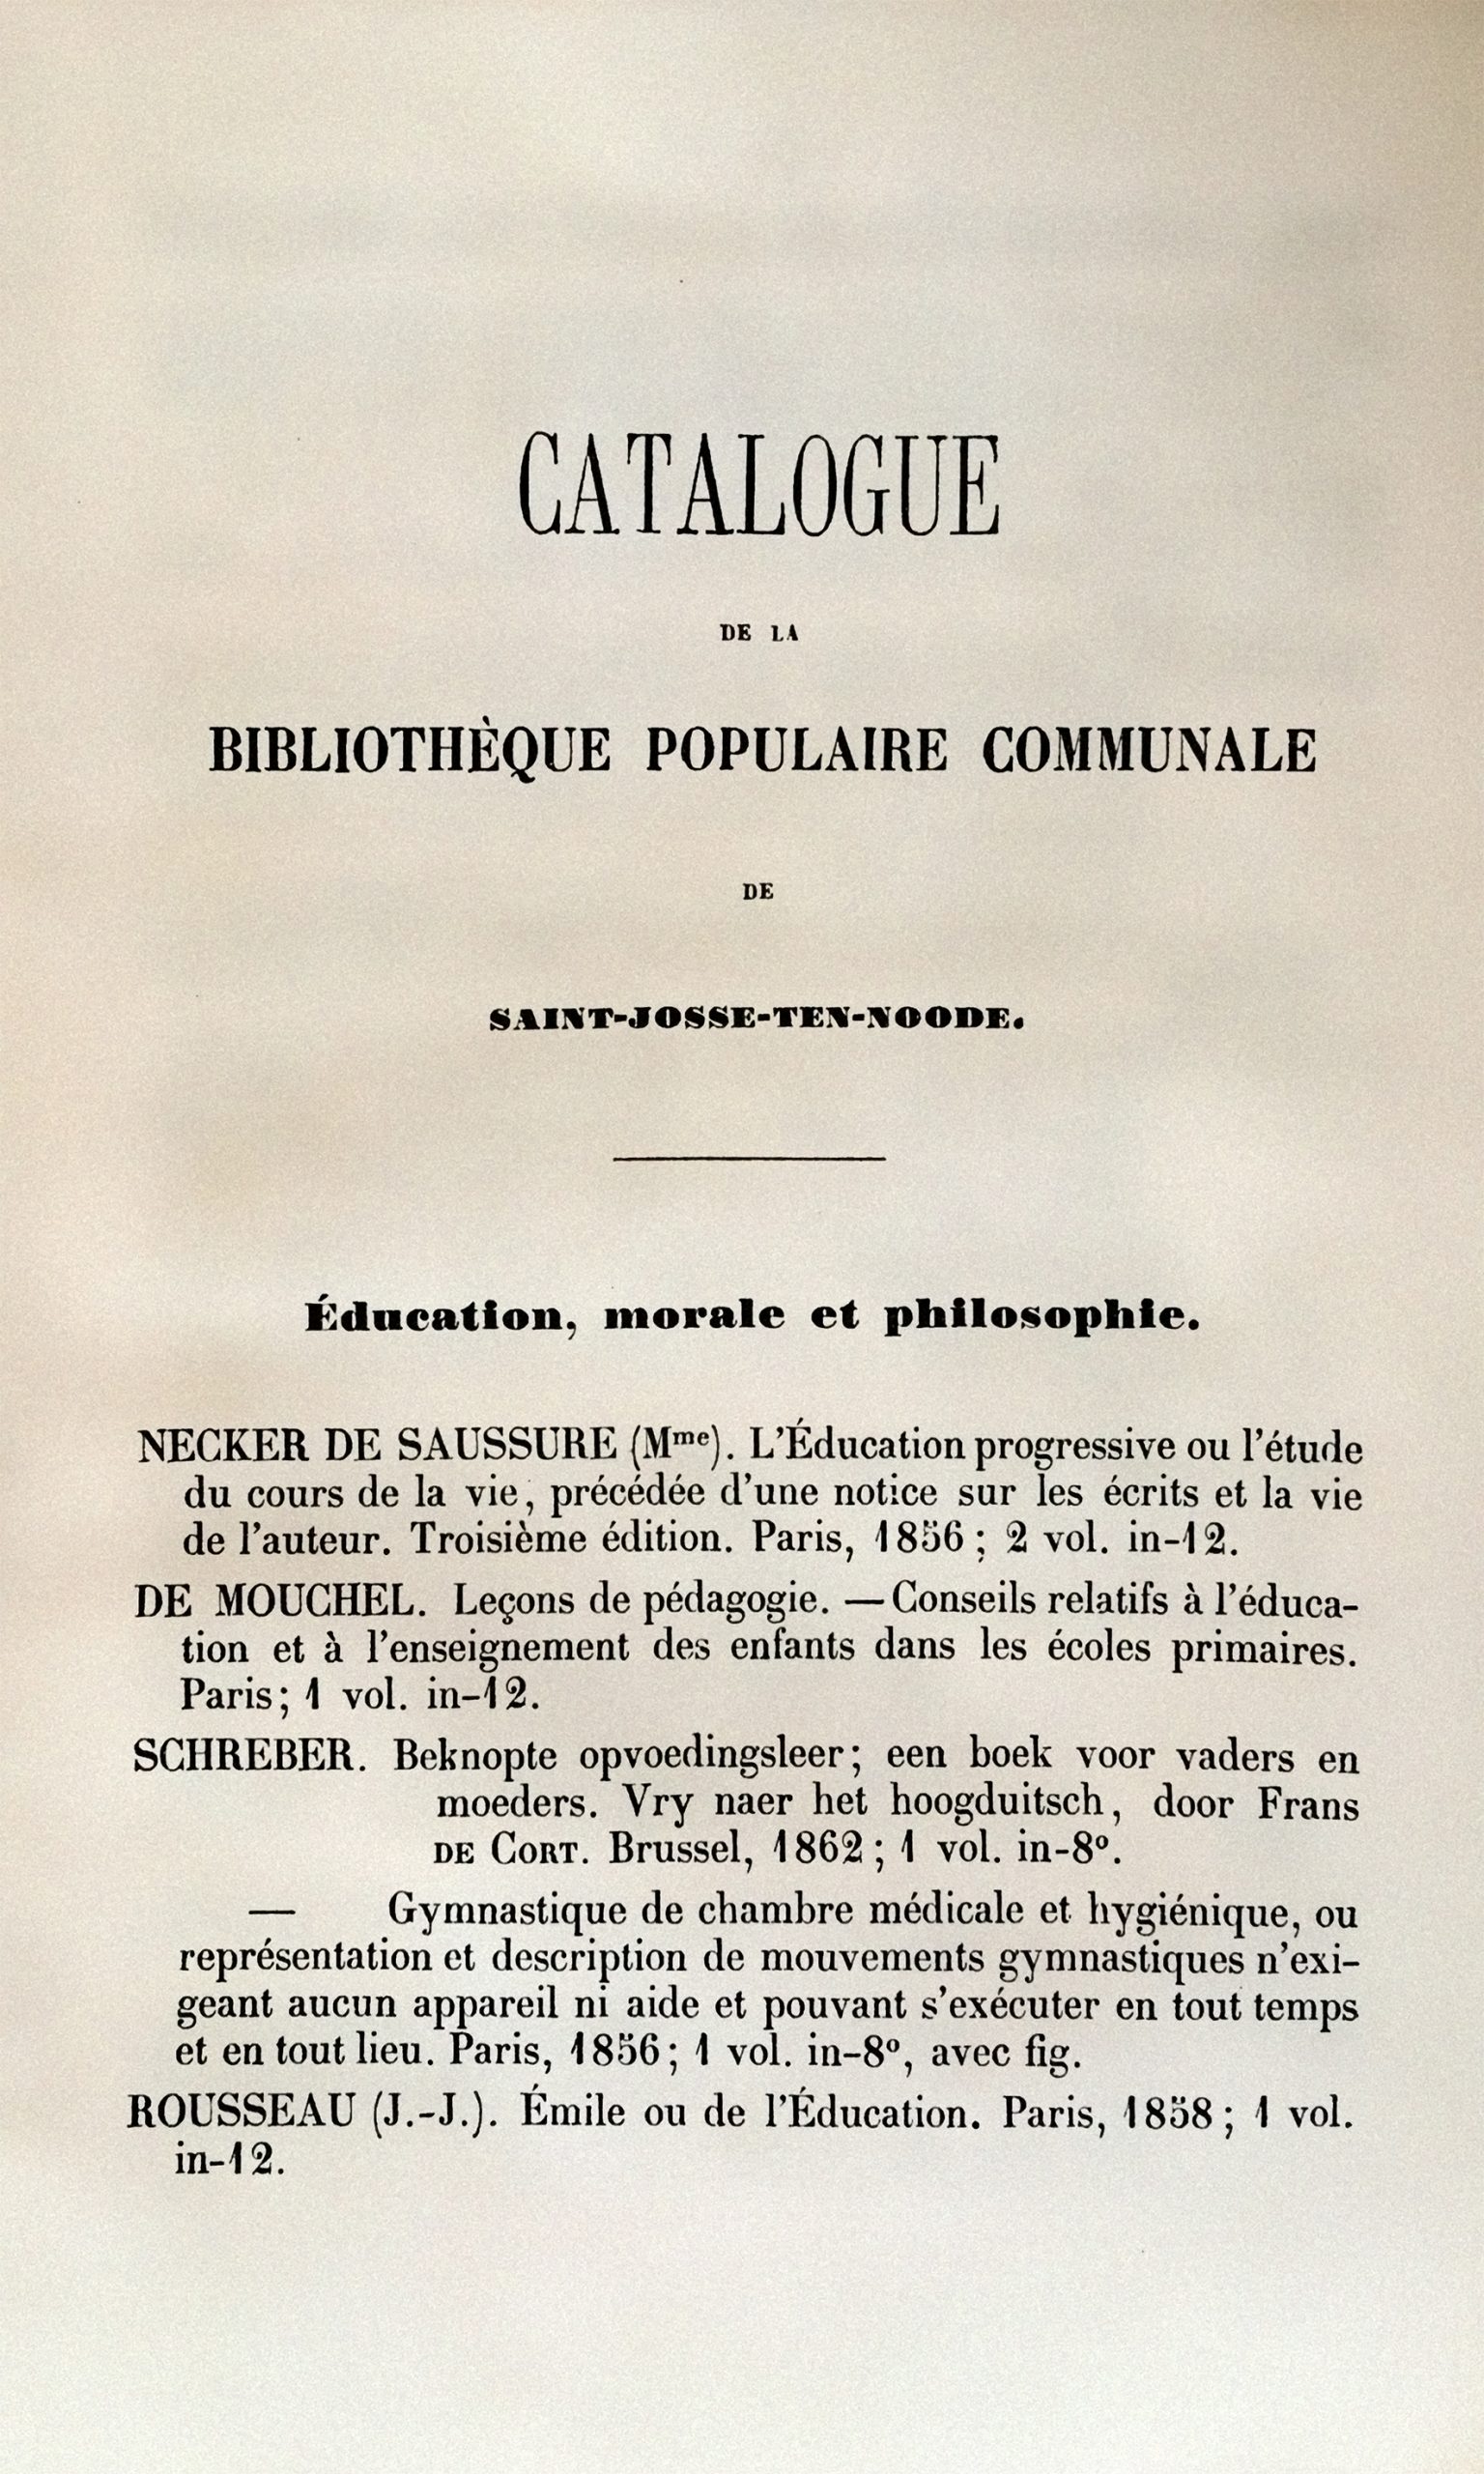 CATALOGUE
DE LA
BIBLIOTHÈQUE POPULAIRE COMMUNALE
DE
SAINT-JOSSE-TEN-NOODE.
Éducation, morale et philosophie.
NECKER DE SAUSSURE (Mme). L'Éducation progressive ou l'étude
du cours de la vie, précédée d'une notice sur les écrits et la vie
de l'auteur. Troisième édition. Paris, 1856; 2 vol. in-12.
DE MOUCHEL. Leçons de pédagogie. — Conseils relatifs à l'éduca-
tion et à l'enseignement des enfants dans les écoles primaires.
Paris; 1 vol. in-12.
SCHREBER. Beknopte opvoedingsleer; een boek voor vaders en
moeders. Vry naer het hoogduitsch, door Frans
DE CORT. Brussel, 1862; 1 vol. in-8º.
— Gymnastique de chambre médicale et hygiénique, ou
représentation et description de mouvements gymnastiques n'exi-
geant aucun appareil ni aide et pouvant s'exécuter en tout temps
et en tout lieu. Paris, 1856; 1 vol. in-8º, avec fig.
ROUSSEAU (J.-J.). Émile ou de l'Éducation. Paris, 1858; 1 vol.
in-12.